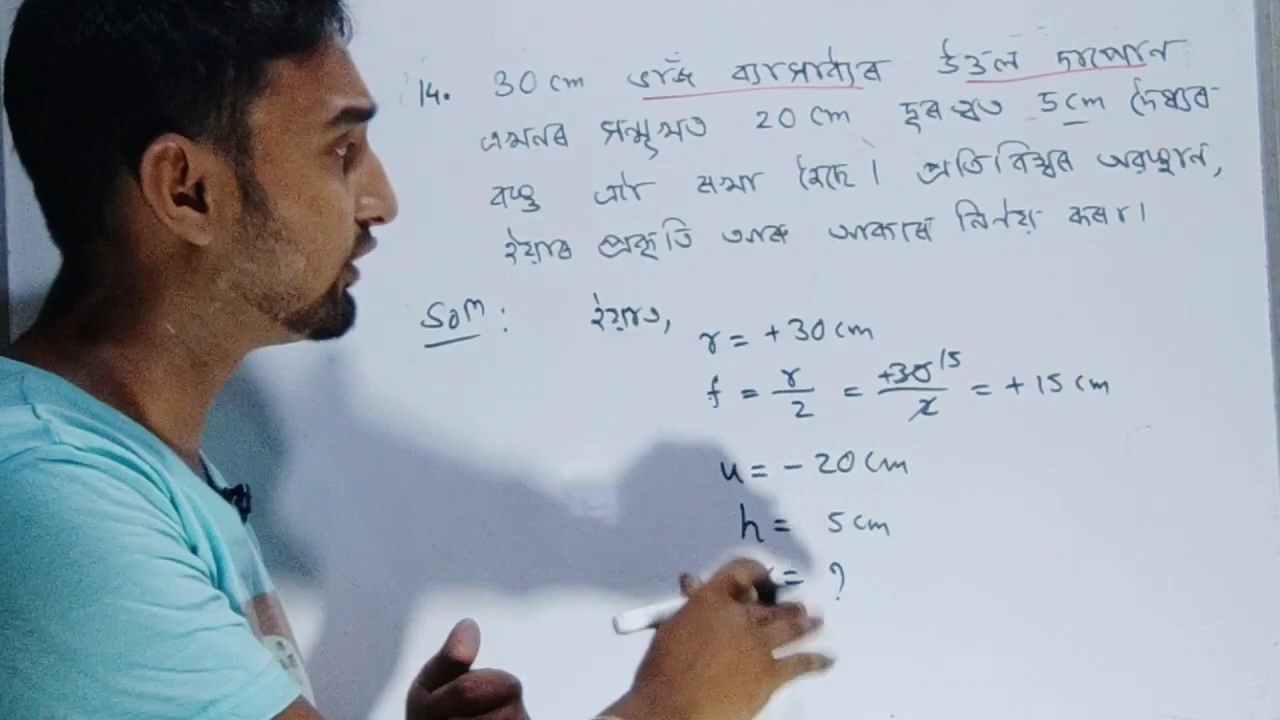 14. 30 cm ভাঁজ ব্যাসাৰ্ধৰ উত্তল দাপোন
এখনৰ সন্মুখত 20 cm দূৰত্বত 5 cm দৈৰ্ঘ্যৰ
বস্তু এটা ৰখা হৈছে। প্ৰতিবিম্বৰ অৱস্থান,
ইয়াৰ প্ৰকৃতি আৰু আকাৰ নিৰ্ণয় কৰা।
Solⁿ: ইয়াত,
r = +30 cm
f = r/2 = +30/2 15 = +15 cm
u = - 20 cm
h = 5 cm
= ?